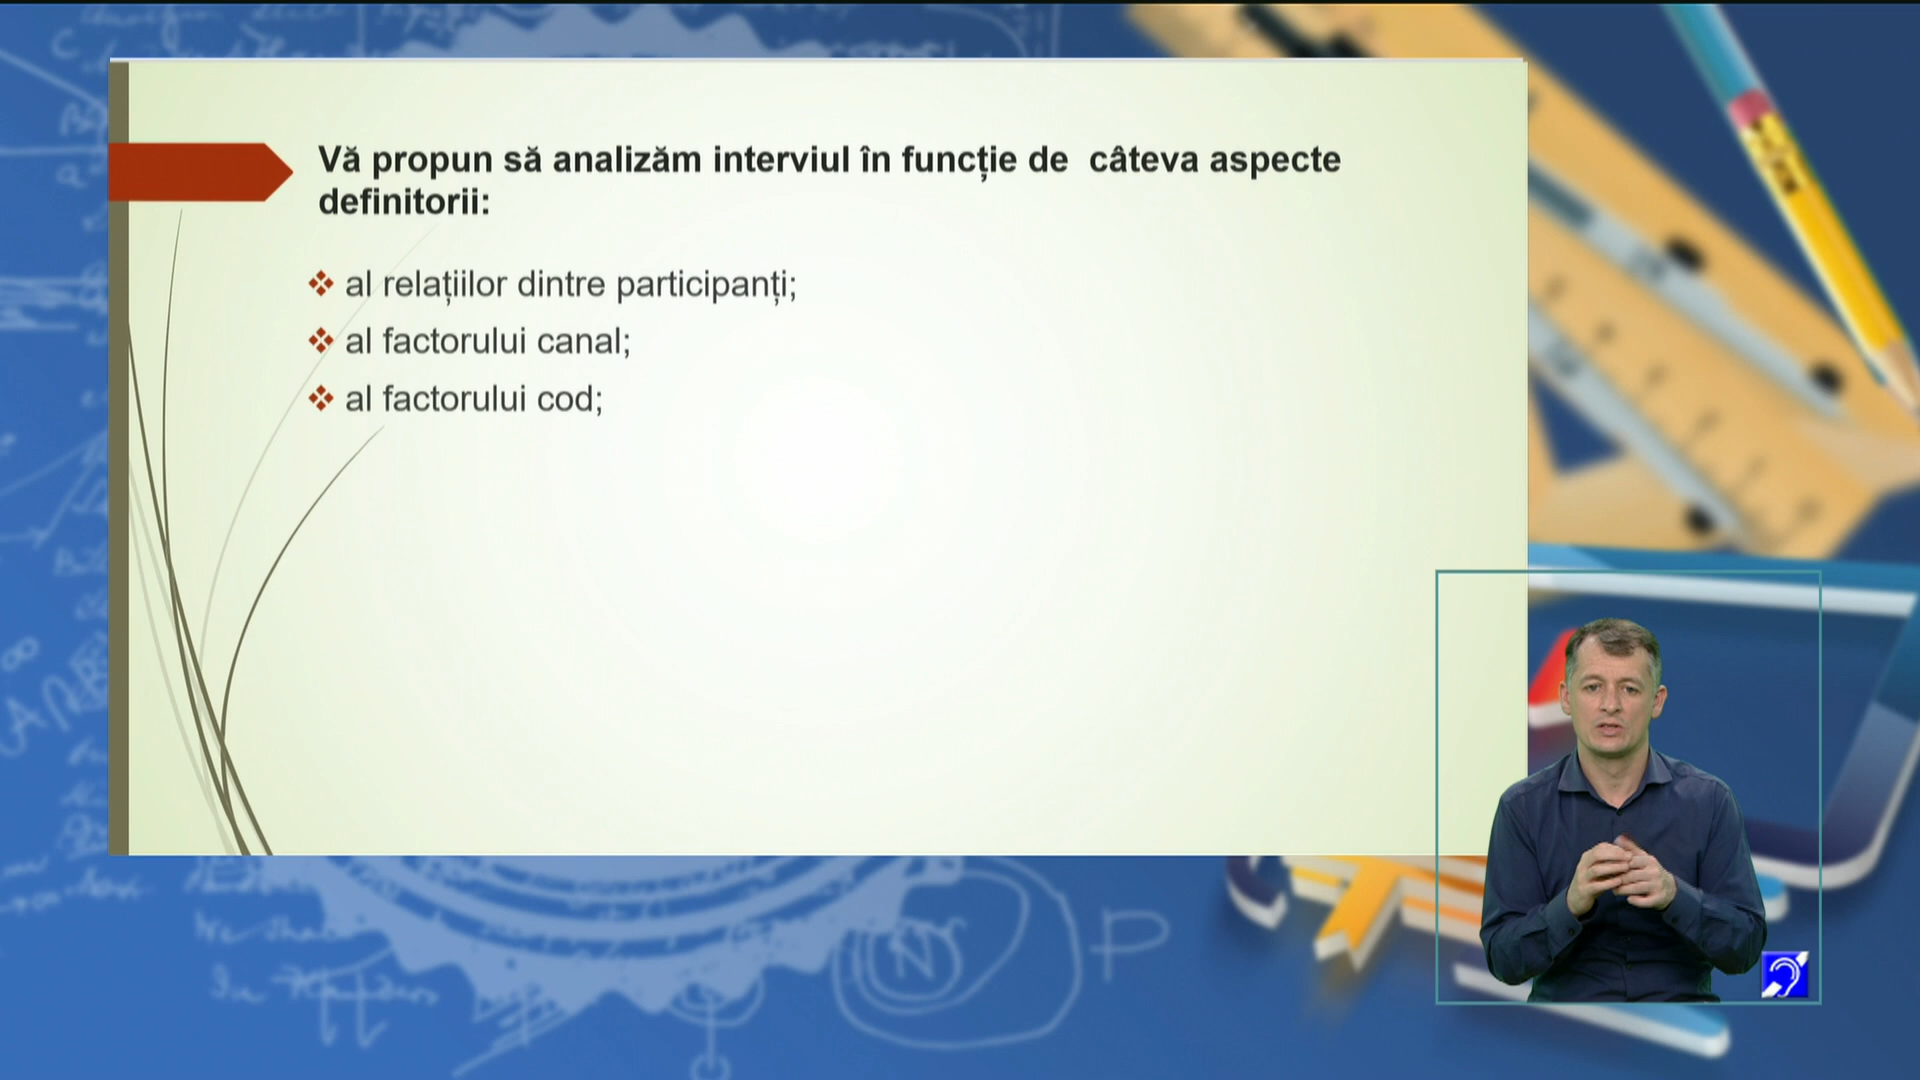 Vă propun să analizăm interviul în funcție de câteva aspecte
definitorii:
al relațiilor dintre participanți;
al factorului canal;
al factorului cod;
N
P